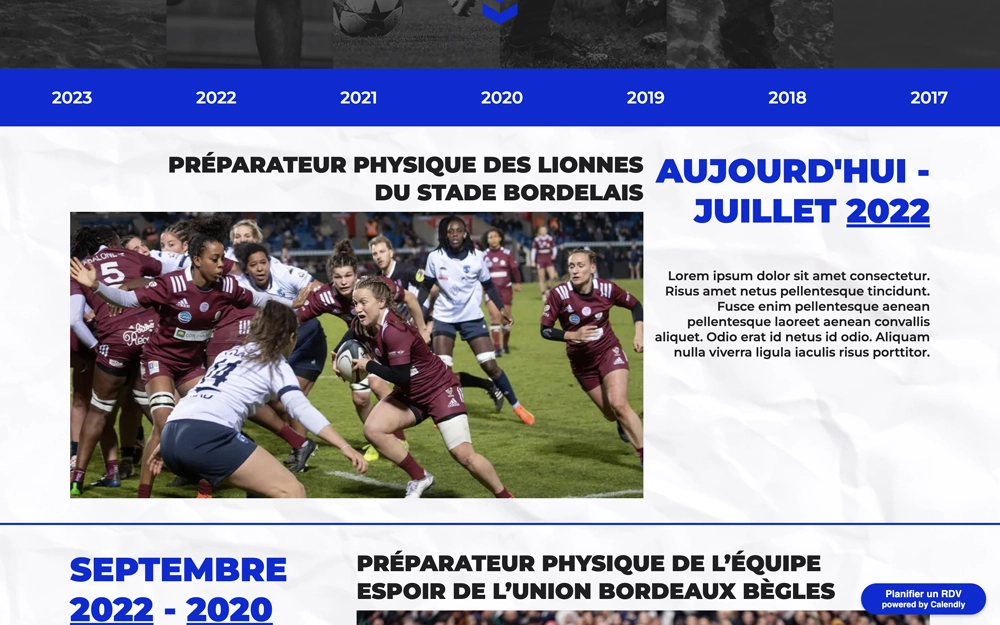 2023 2022 2021 2020 2019 2018 2017
PRÉPARATEUR PHYSIQUE DES LIONNES
DU STADE BORDELAIS
AUJOURD'HUI -
JUILLET 2022
5
24
Lorem ipsum dolor sit amet consectetur.
Risus amet netus pellentesque tincidunt.
Fusce enim pellentesque aenean
pellentesque laoreet aenean convallis
aliquet. Odio erat id netus id odio. Aliquam
nulla viverra ligula iaculis risus porttitor.
SEPTEMBRE
2022 - 2020
PRÉPARATEUR PHYSIQUE DE L’ÉQUIPE
ESPOIR DE L’UNION BORDEAUX BÈGLES
Planifier un RDV
powered by Calendly